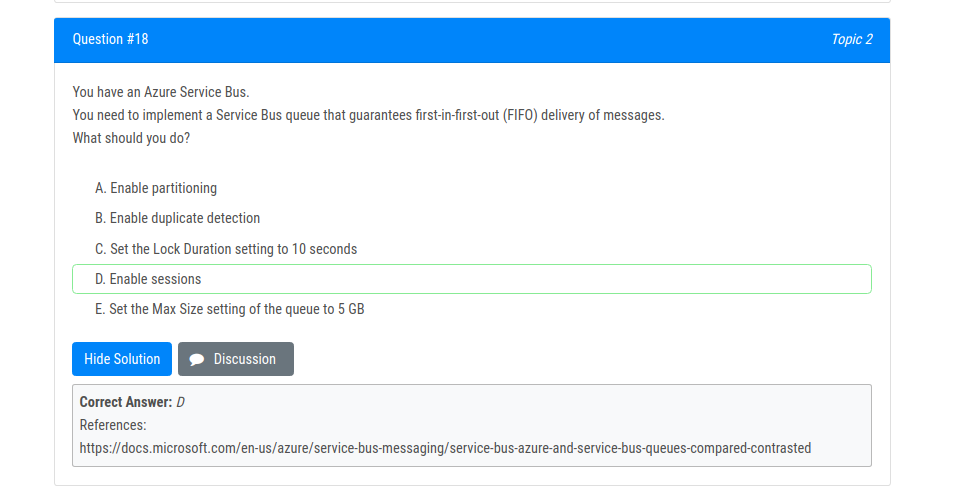 Question #18 Topic 2
You have an Azure Service Bus.
You need to implement a Service Bus queue that guarantees first-in-first-out (FIFO) delivery of messages.
What should you do?
A. Enable partitioning
B. Enable duplicate detection
C. Set the Lock Duration setting to 10 seconds
D. Enable sessions
E. Set the Max Size setting of the queue to 5 GB
Hide Solution Discussion
Correct Answer: D
References:
https://docs.microsoft.com/en-us/azure/service-bus-messaging/service-bus-azure-and-service-bus-queues-compared-contrasted